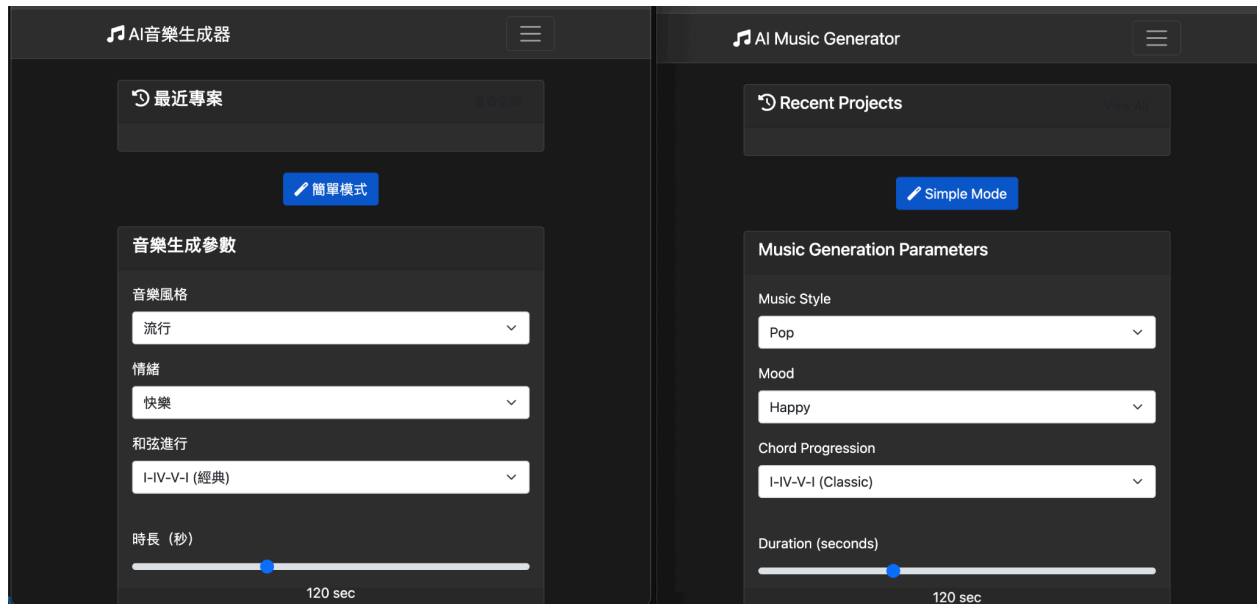 AI音樂生成器
最近專案
簡單模式
音樂生成參數
音樂風格
流行
情緒
快樂
和弦進行
I-IV-V-I (經典)
時長（秒）
120 sec
AI Music Generator
Recent Projects
View All
Simple Mode
Music Generation Parameters
Music Style
Pop
Mood
Happy
Chord Progression
I-IV-V-I (Classic)
Duration (seconds)
120 sec